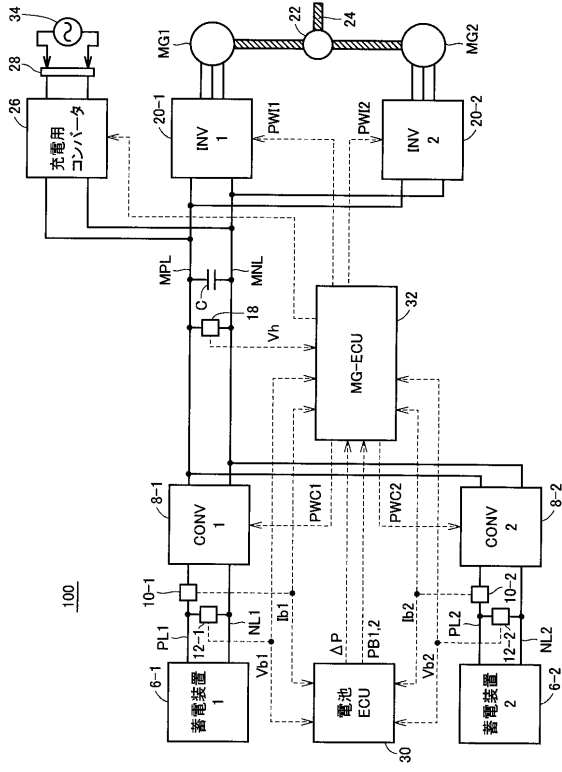 100
6-1
蓄電装置
1
PL1
10-1
12-1
NL1
8-1
CONV
1
Vb1
Ib1
PWC1
電池
ECU
30
ΔP
PB1,2
Vb2
Ib2
PWC2
蓄電装置
2
6-2
PL2
10-2
12-2
NL2
CONV
2
8-2
MG-ECU
32
Vh
18
C
MPL
MNL
充電用
コンバータ
26
28
34
INV
1
20-1
PWI1
INV
2
20-2
PWI2
MG1
22
24
MG2